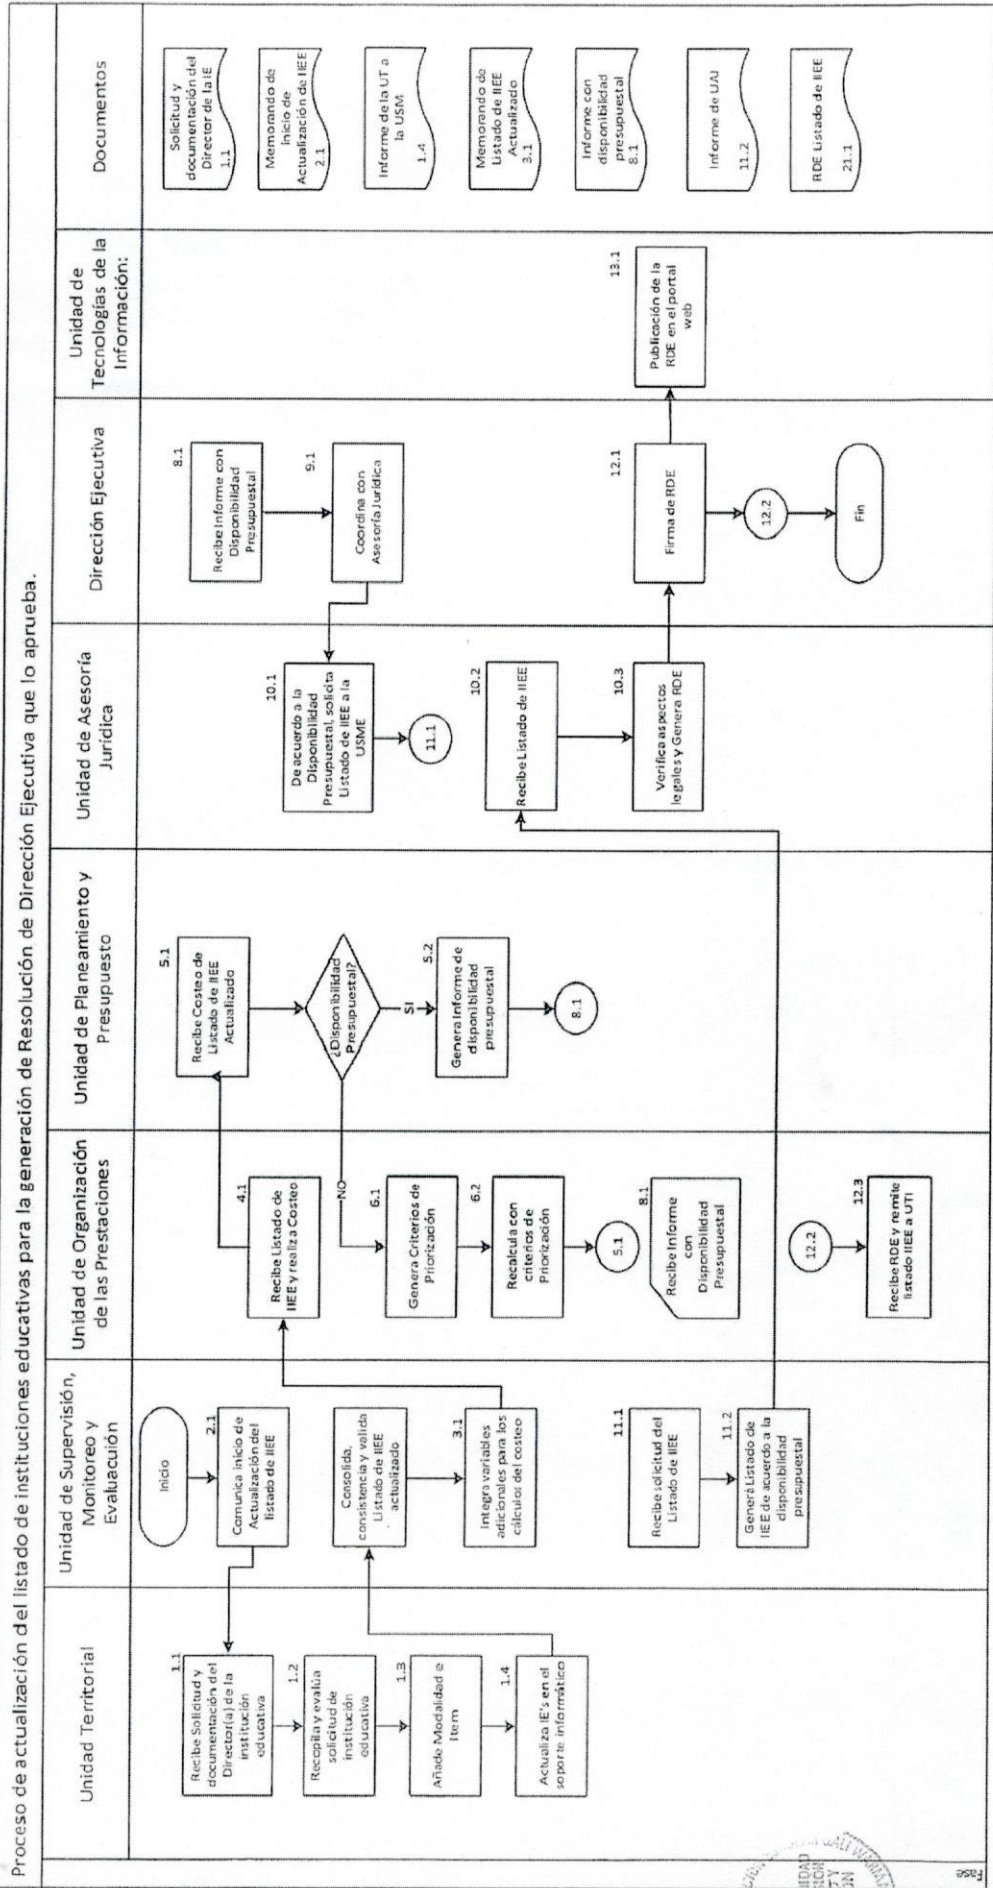 Proceso de actualización del listado de instituciones educativas para la generación de Resolución de Dirección Ejecutiva que lo aprueba.
Unidad Territorial
Unidad de Supervisión,
Monitoreo y
Evaluacuión
Unidad de Organización
de las Prestaciones
Unidad de Planeamiento y
Presupuesto
Unidad de Asesoría
Jurídica
Dirección Ejecutiva
Unidad de
Tecnologías de la
Información:
Documentos
Fase
1.1
Recibe Solicitud y
documentación del
Director(a) de la
institución
educativa
1.2
Recopila y evalúa
solicitud de
institución
educativa
1.3
Añade Modalidad e
Item
1.4
Actualiza IE's en el
soporte informático
Inicio
2.1
Comunica inicio de
Actualización del
listado de IIEE
Consolida,
consistencia y valida
Listado de IIEE
actualizado
3.1
Integra variables
adicionales para los
cálculos del costeo
11.1
Recibe solicitud del
Listado de IIEE
11.2
Genera Listado de
IIEE de acuerdo a la
disponibilidad
presupuestal
4.1
Recibe Listado de
IIEE y realiza Costeo
NO
6.1
Genera Criterios de
Priorización
6.2
Recalcula con
criterios de
Priorización
5.1
8.1
Recibe Informe
con
Disponibilidad
Presupuestal
12.2
12.3
Recibe RDE y remite
listado IIEE a UTI
5.1
Recibe Costeo de
Listado de IIEE
Actualizado
¿Disponibilidad
Presupuestal?
SI
5.2
Genera Informe de
disponibilidad
presupuestal
8.1
10.1
De acuerdo a la
Disponibilidad
Presupuestal, solicita
Listado de IIEE a la
USME
11.1
10.2
Recibe Listado de IIEE
10.3
Verifica aspectos
legales y Genera RDE
8.1
Recibe Informe con
Disponibilidad
Presupuestal
9.1
Coordina con
Asesoría Jurídica
12.1
Firma de RDE
12.2
Fin
13.1
Publicación de la
RDE en el portal
web
Solicitud y
documentación del
Director de la IE
1.1
Memorando de
inicio de
Actualización de IIEE
2.1
Informe de la UT a
la USM
1.4
Memorando de
Listado de IIEE
Actualizado
3.1
Informe con
disponibilidad
presupuestal
8.1
Informe de UAJ
11.2
RDE Listado de IIEE
21.1